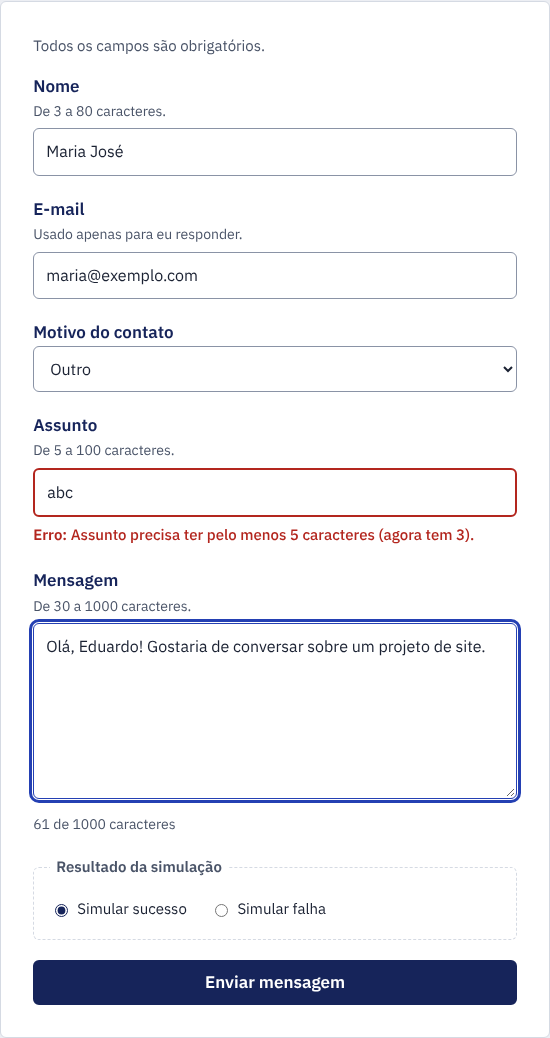 Todos os campos são obrigatórios.
Nome
De 3 a 80 caracteres.
Maria José
E-mail
Usado apenas para eu responder.
maria@exemplo.com
Motivo do contato
Outro
Assunto
De 5 a 100 caracteres.
abc
Erro: Assunto precisa ter pelo menos 5 caracteres (agora tem 3).
Mensagem
De 30 a 1000 caracteres.
Olá, Eduardo! Gostaria de conversar sobre um projeto de site.
61 de 1000 caracteres
Resultado da simulação
Simular sucesso Simular falha
Enviar mensagem